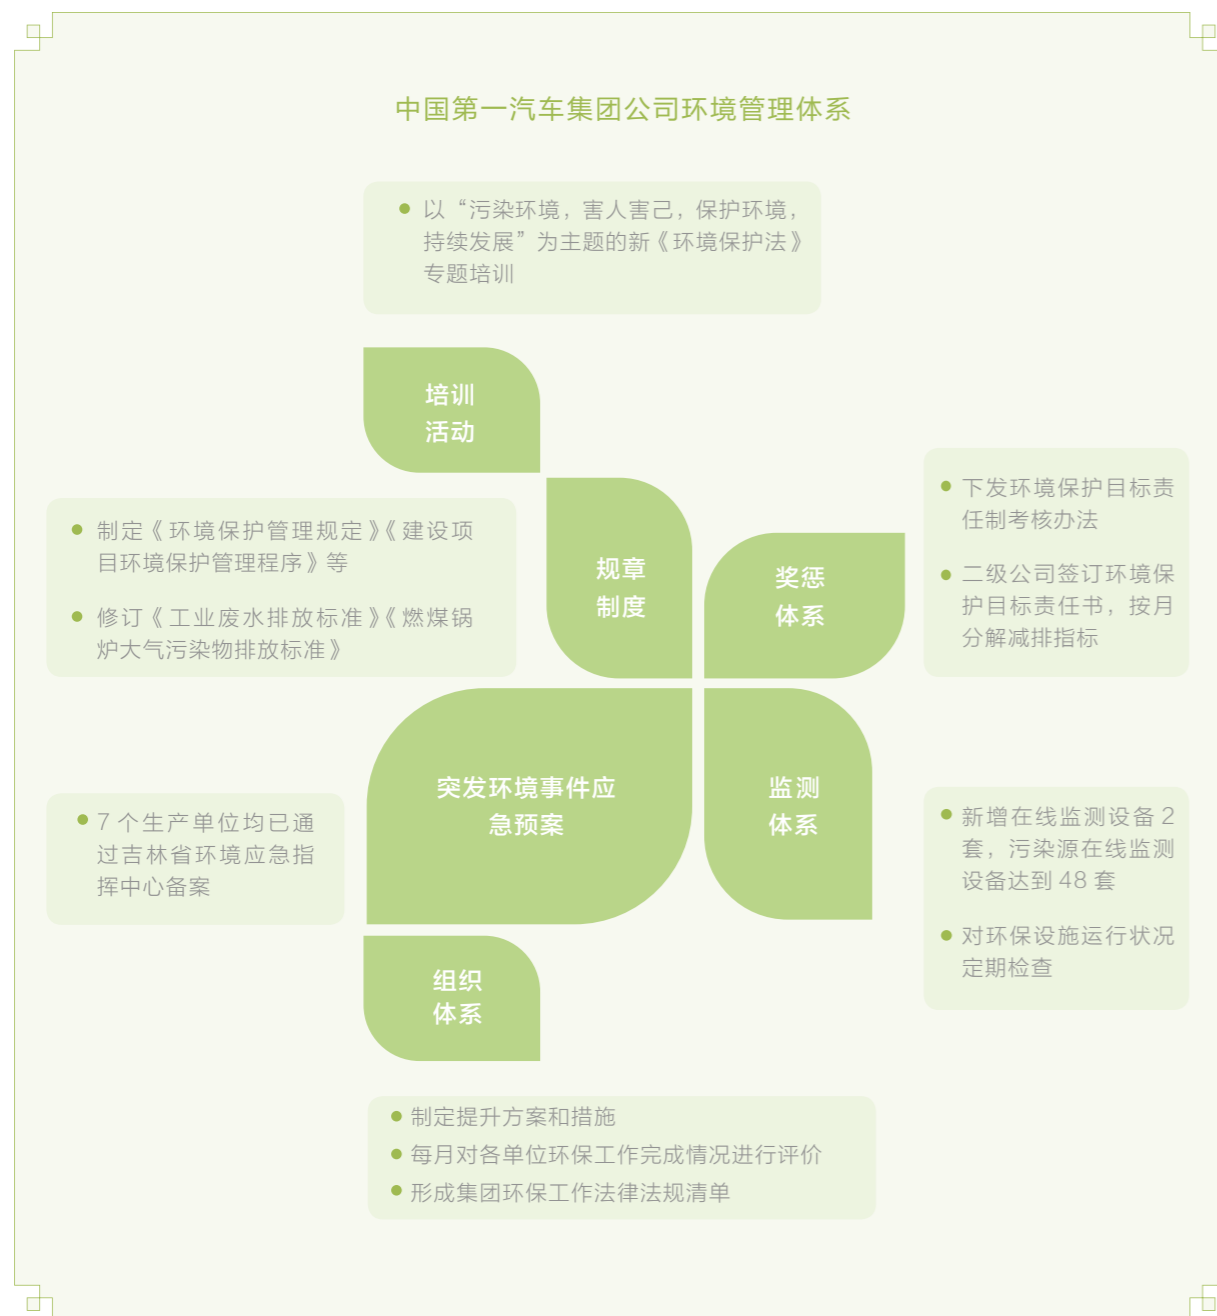 中国第一汽车集团公司环境管理体系
● 以“污染环境，害人害己，保护环境，
持续发展”为主题的新《环境保护法》
专题培训
培训
活动
● 制定《环境保护管理规定》《建设项
目环境保护管理程序》等
● 修订《工业废水排放标准》《燃煤锅
炉大气污染物排放标准》
规章
制度
奖惩
体系
● 下发环境保护目标责
任制考核办法
● 二级公司签订环境保
护目标责任书，按月
分解减排指标
● 7 个生产单位均已通
过吉林省环境应急指
挥中心备案
突发环境事件应
急预案
监测
体系
● 新增在线监测设备 2
套，污染源在线监测
设备达到 48 套
● 对环保设施运行状况
定期检查
组织
体系
● 制定提升方案和措施
● 每月对各单位环保工作完成情况进行评价
● 形成集团环保工作法律法规清单